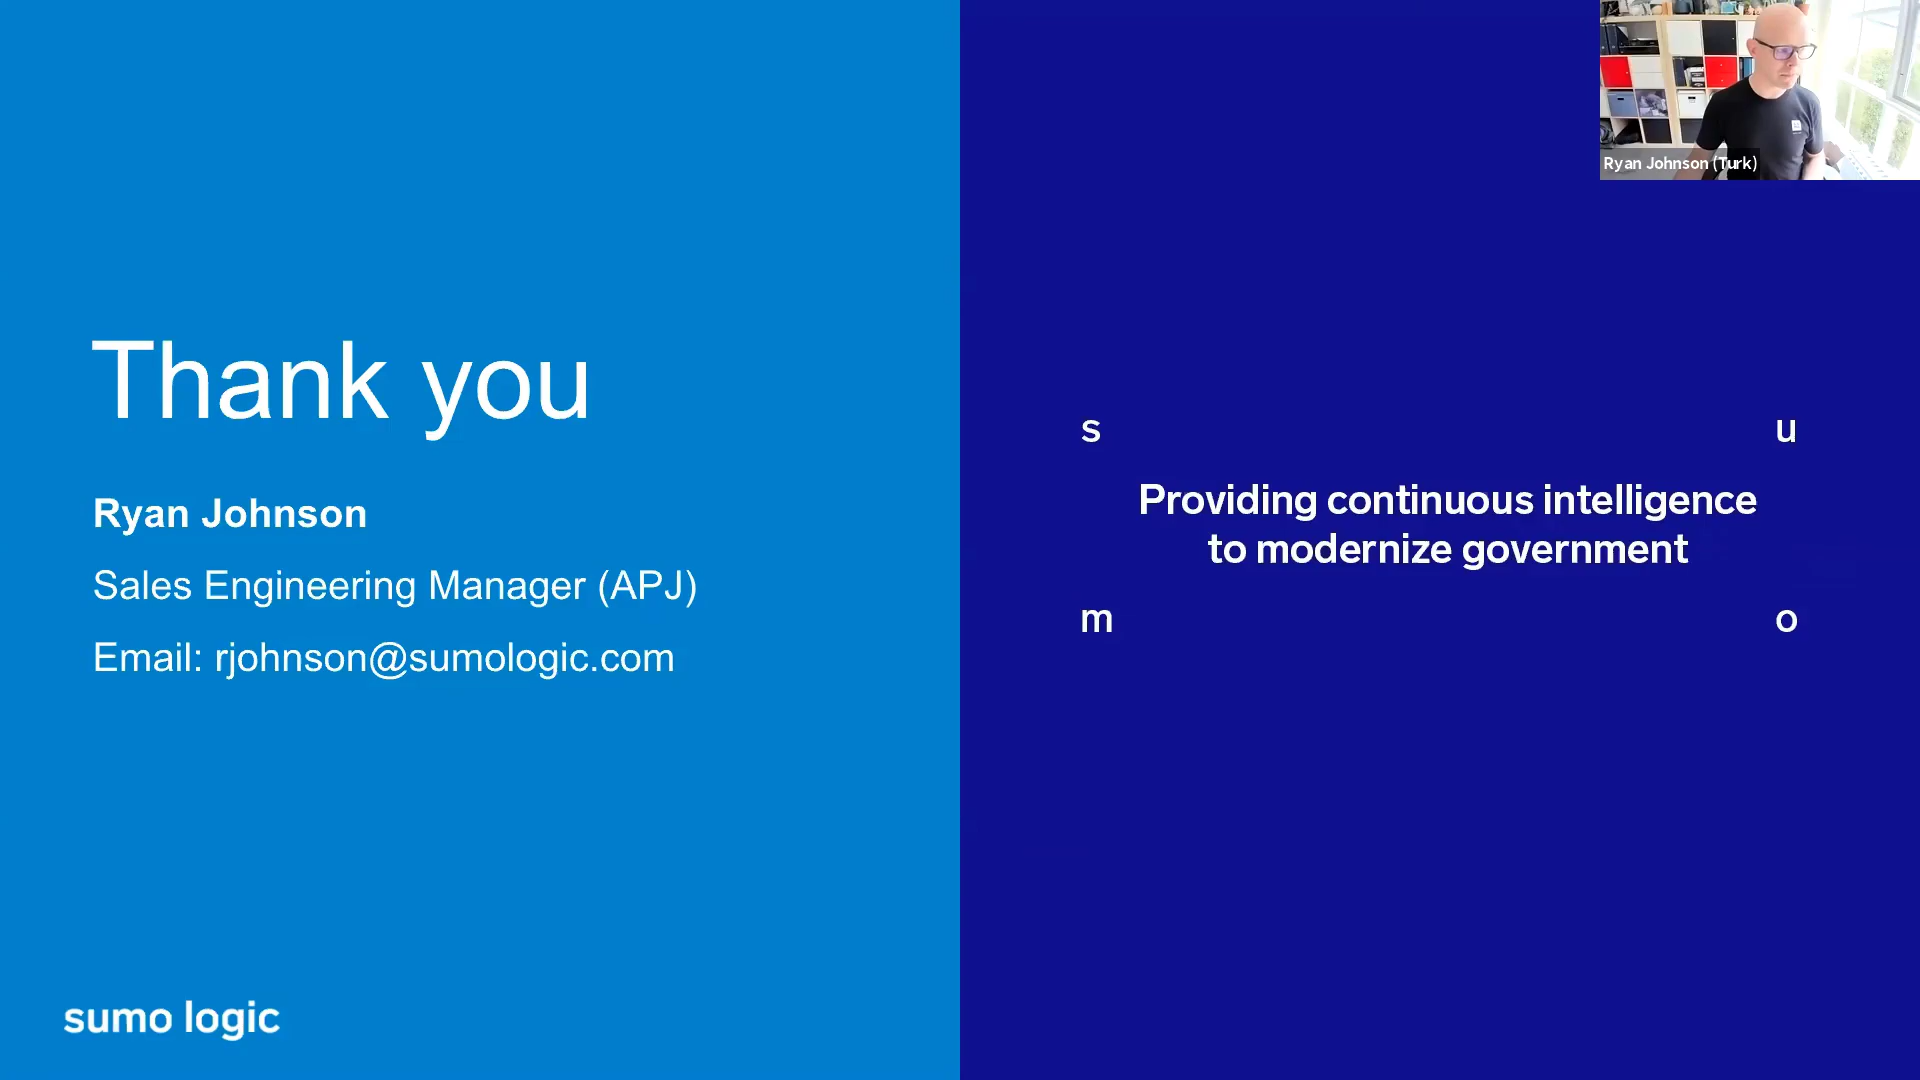 Thank you
Ryan Johnson
Sales Engineering Manager (APJ)
Email: rjohnson@sumologic.com
sumo logic
s u
Providing continuous intelligence
to modernize government
m o
Ryan Johnson (Turk)